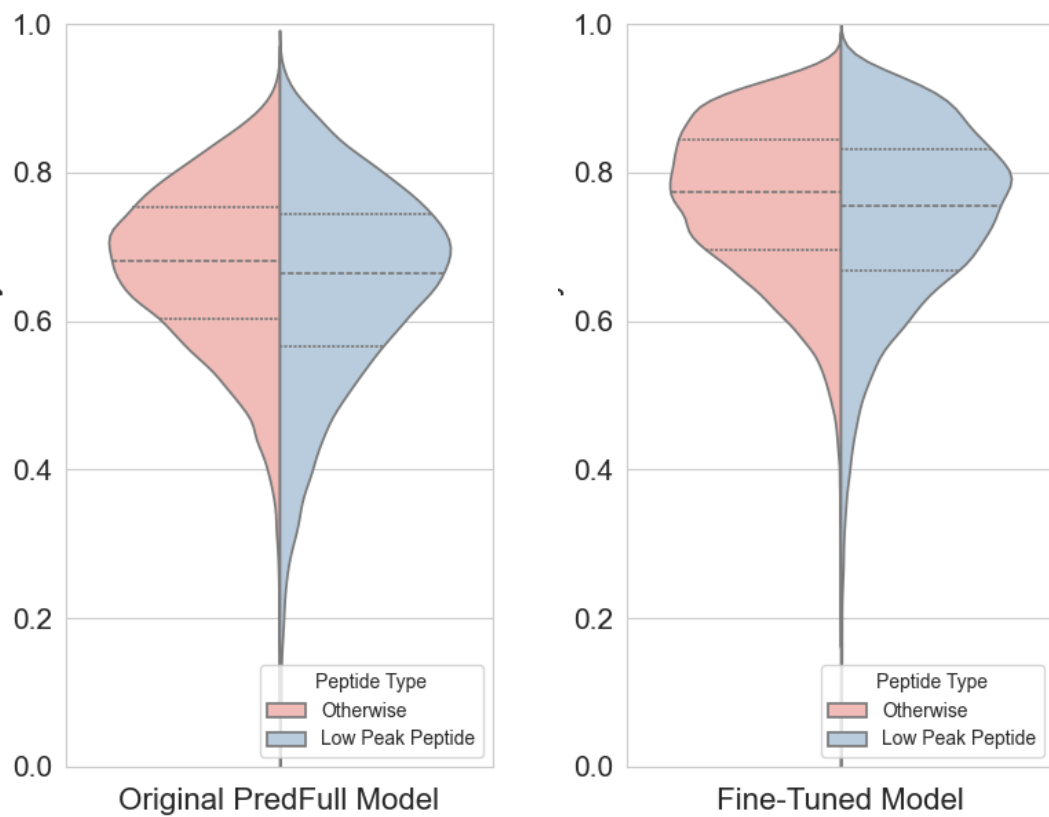 1.0
0.8
0.6
0.4
0.2
0.0
Peptide Type
Otherwise
Low Peak Peptide
Original PredFull Model
1.0
0.8
0.6
0.4
0.2
0.0
Peptide Type
Otherwise
Low Peak Peptide
Fine-Tuned Model